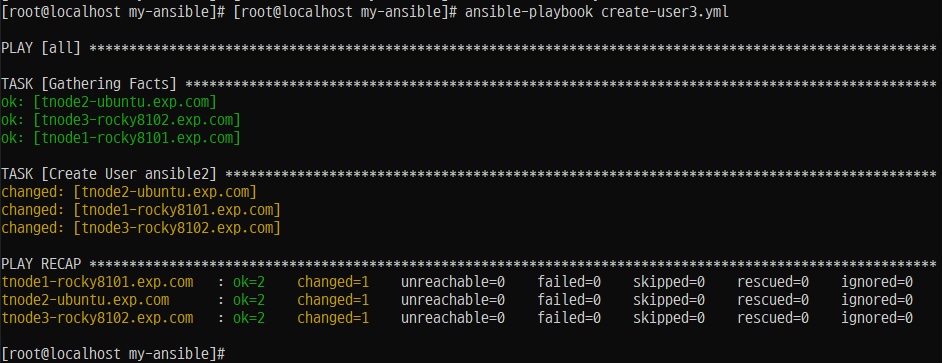 [root@localhost my-ansible]# [root@localhost my-ansible]# ansible-playbook create-user3.yml
PLAY [all] **********************************************************************************************************
TASK [Gathering Facts] **********************************************************************************************
ok: [tnode2-ubuntu.exp.com]
ok: [tnode3-rocky8102.exp.com]
ok: [tnode1-rocky8101.exp.com]
TASK [Create User ansible2] *****************************************************************************************
changed: [tnode2-ubuntu.exp.com]
changed: [tnode1-rocky8101.exp.com]
changed: [tnode3-rocky8102.exp.com]
PLAY RECAP **********************************************************************************************************
tnode1-rocky8101.exp.com   : ok=2    changed=1    unreachable=0    failed=0    skipped=0    rescued=0    ignored=0
tnode2-ubuntu.exp.com      : ok=2    changed=1    unreachable=0    failed=0    skipped=0    rescued=0    ignored=0
tnode3-rocky8102.exp.com   : ok=2    changed=1    unreachable=0    failed=0    skipped=0    rescued=0    ignored=0
[root@localhost my-ansible]#